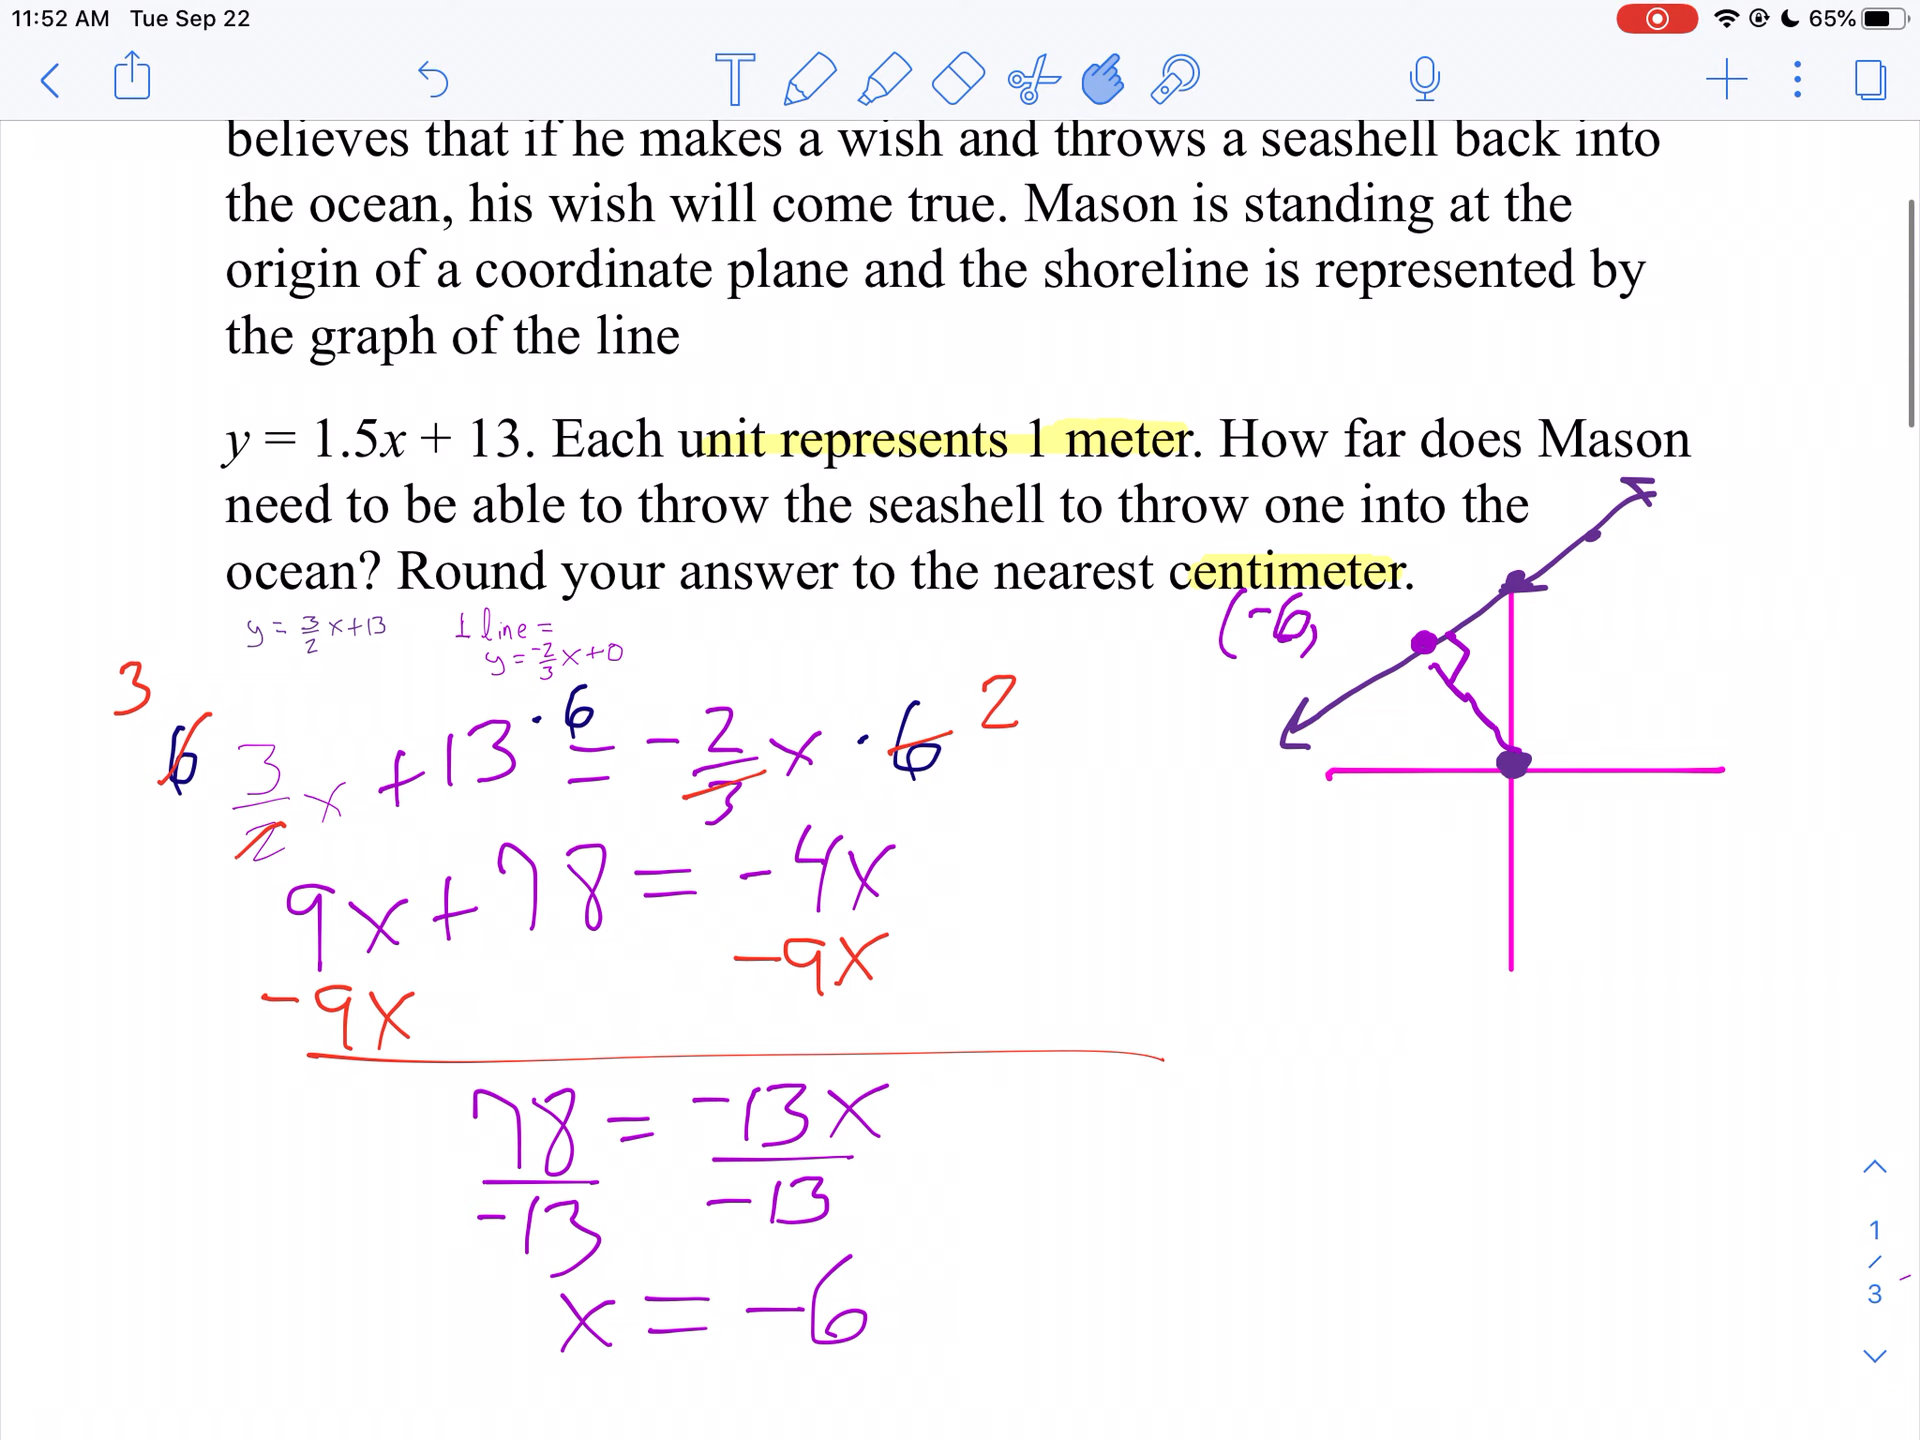 11:52 AM Tue Sep 22 65%
believes that if he makes a wish and throws a seashell back into
the ocean, his wish will come true. Mason is standing at the
origin of a coordinate plane and the shoreline is represented by
the graph of the line
y = 1.5x + 13. Each unit represents 1 meter. How far does Mason
need to be able to throw the seashell to throw one into the
ocean? Round your answer to the nearest centimeter.
y = 3/2 x+13
⊥ line =
y = -2/3 x+0
(-6,
3 6 3/2 x + 13 · 6 = - 2/3 x · 6 2
9x + 78 = -4x
-9x
-9x
78 = -13x
-13 -13
x = -6
1
/
3